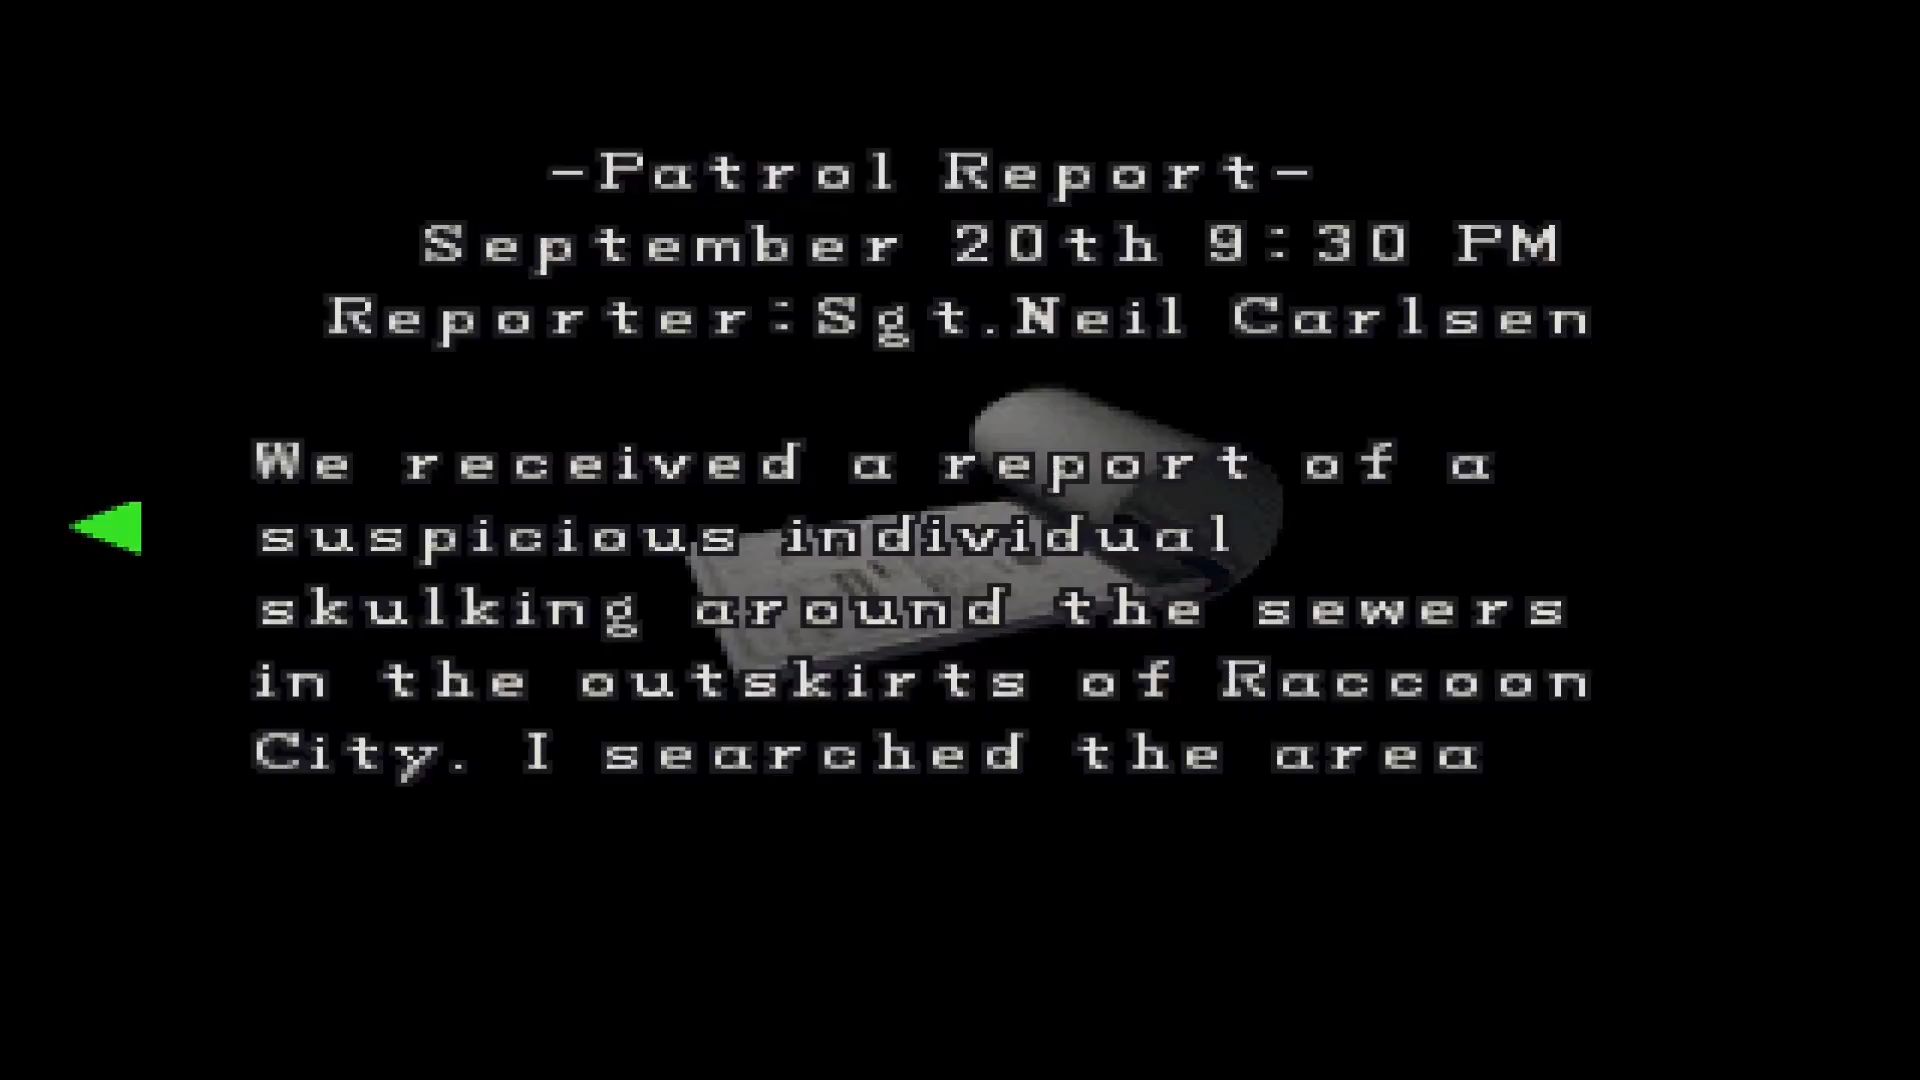 -Patrol Report-
September 20th 9:30 PM
Reporter:Sgt.Neil Carlsen
We received a report of a
suspicious individual
skulking around the sewers
in the outskirts of Raccoon
City. I searched the area